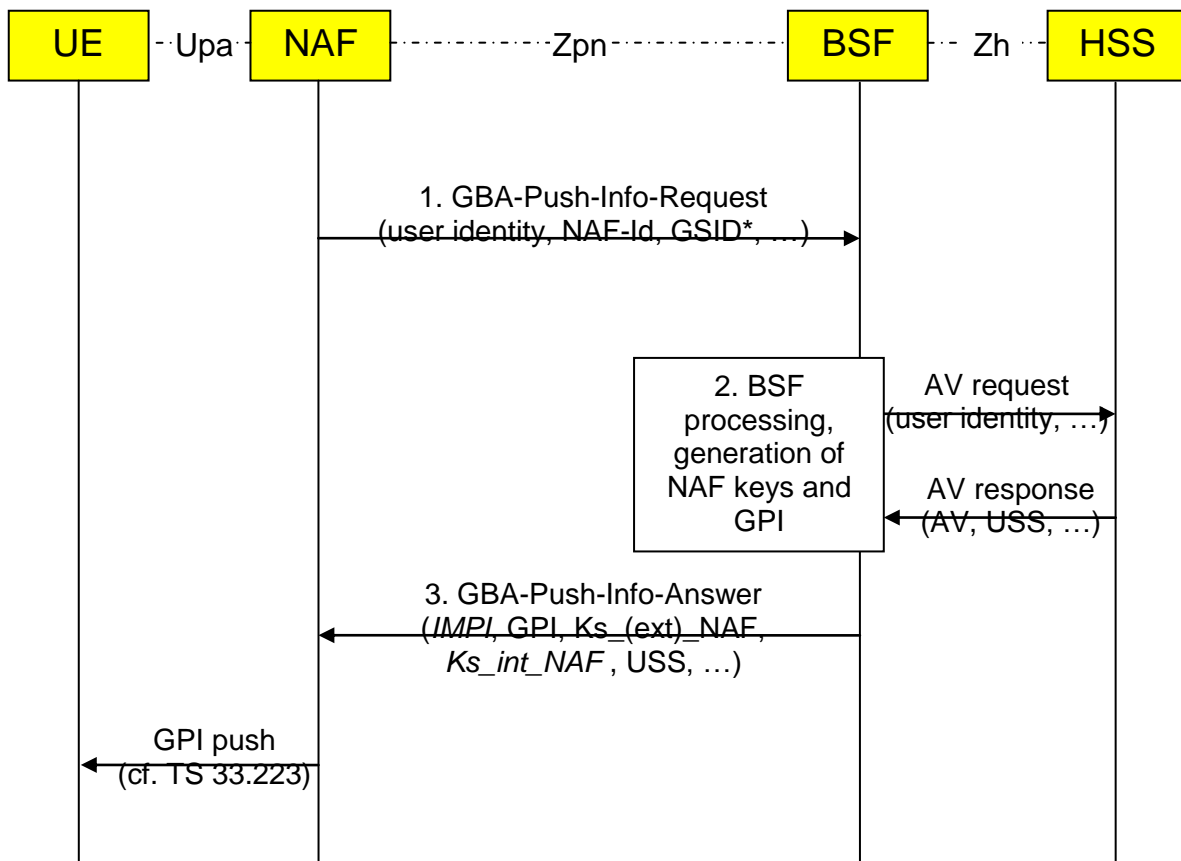 UE
Upa
NAF
Zpn
BSF
Zh
HSS
1. GBA-Push-Info-Request
(user identity, NAF-Id, GSID*, …)
2. BSF
processing,
generation of
NAF keys and
GPI
AV request
(user identity, …)
AV response
(AV, USS, …)
3. GBA-Push-Info-Answer
(IMPI, GPI, Ks_(ext)_NAF,
Ks_int_NAF , USS, …)
GPI push
(cf. TS 33.223)